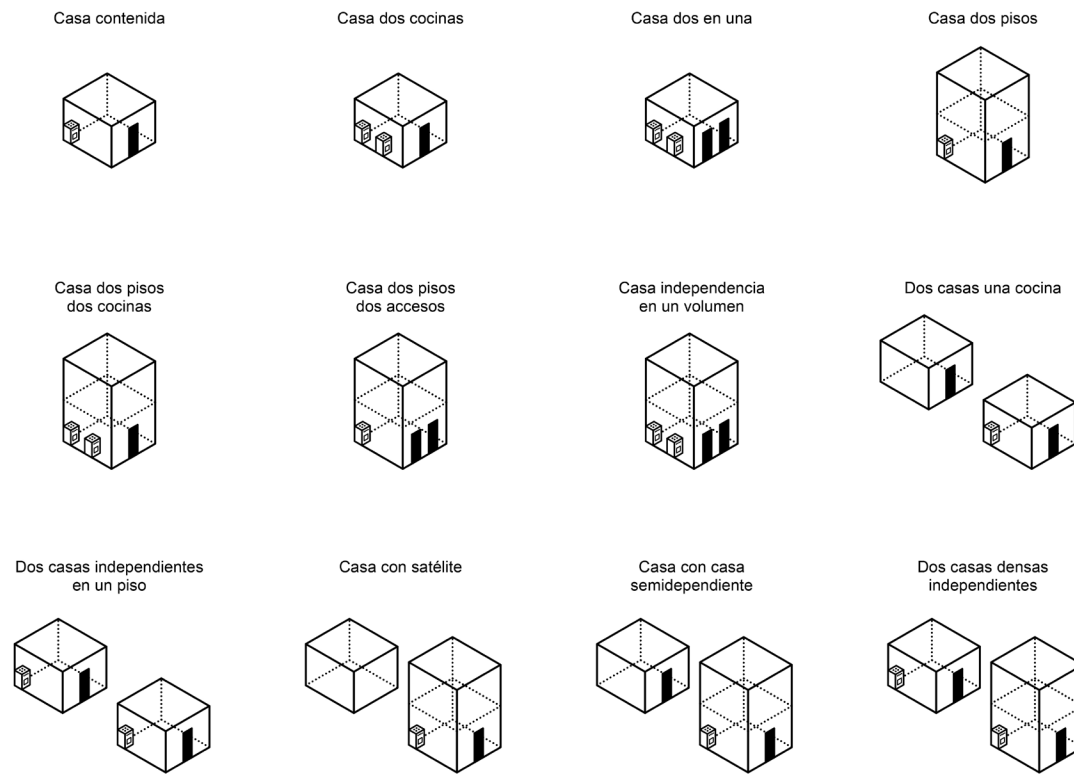 Casa contenida
Casa dos cocinas
Casa dos en una
Casa dos pisos
Casa dos pisos
dos cocinas
Casa dos pisos
dos accesos
Casa independencia
en un volumen
Dos casas una cocina
Dos casas independientes
en un piso
Casa con satélite
Casa con casa
semidependiente
Dos casas densas
independientes